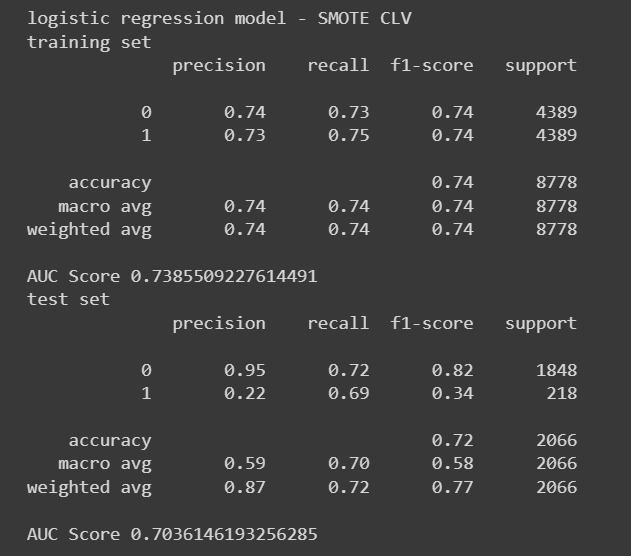 logistic regression model - SMOTE CLV
training set
precision recall f1-score support
0 0.74 0.73 0.74 4389
1 0.73 0.75 0.74 4389
accuracy 0.74 8778
macro avg 0.74 0.74 0.74 8778
weighted avg 0.74 0.74 0.74 8778
AUC Score 0.7385509227614491
test set
precision recall f1-score support
0 0.95 0.72 0.82 1848
1 0.22 0.69 0.34 218
accuracy 0.72 2066
macro avg 0.59 0.70 0.58 2066
weighted avg 0.87 0.72 0.77 2066
AUC Score 0.7036146193256285